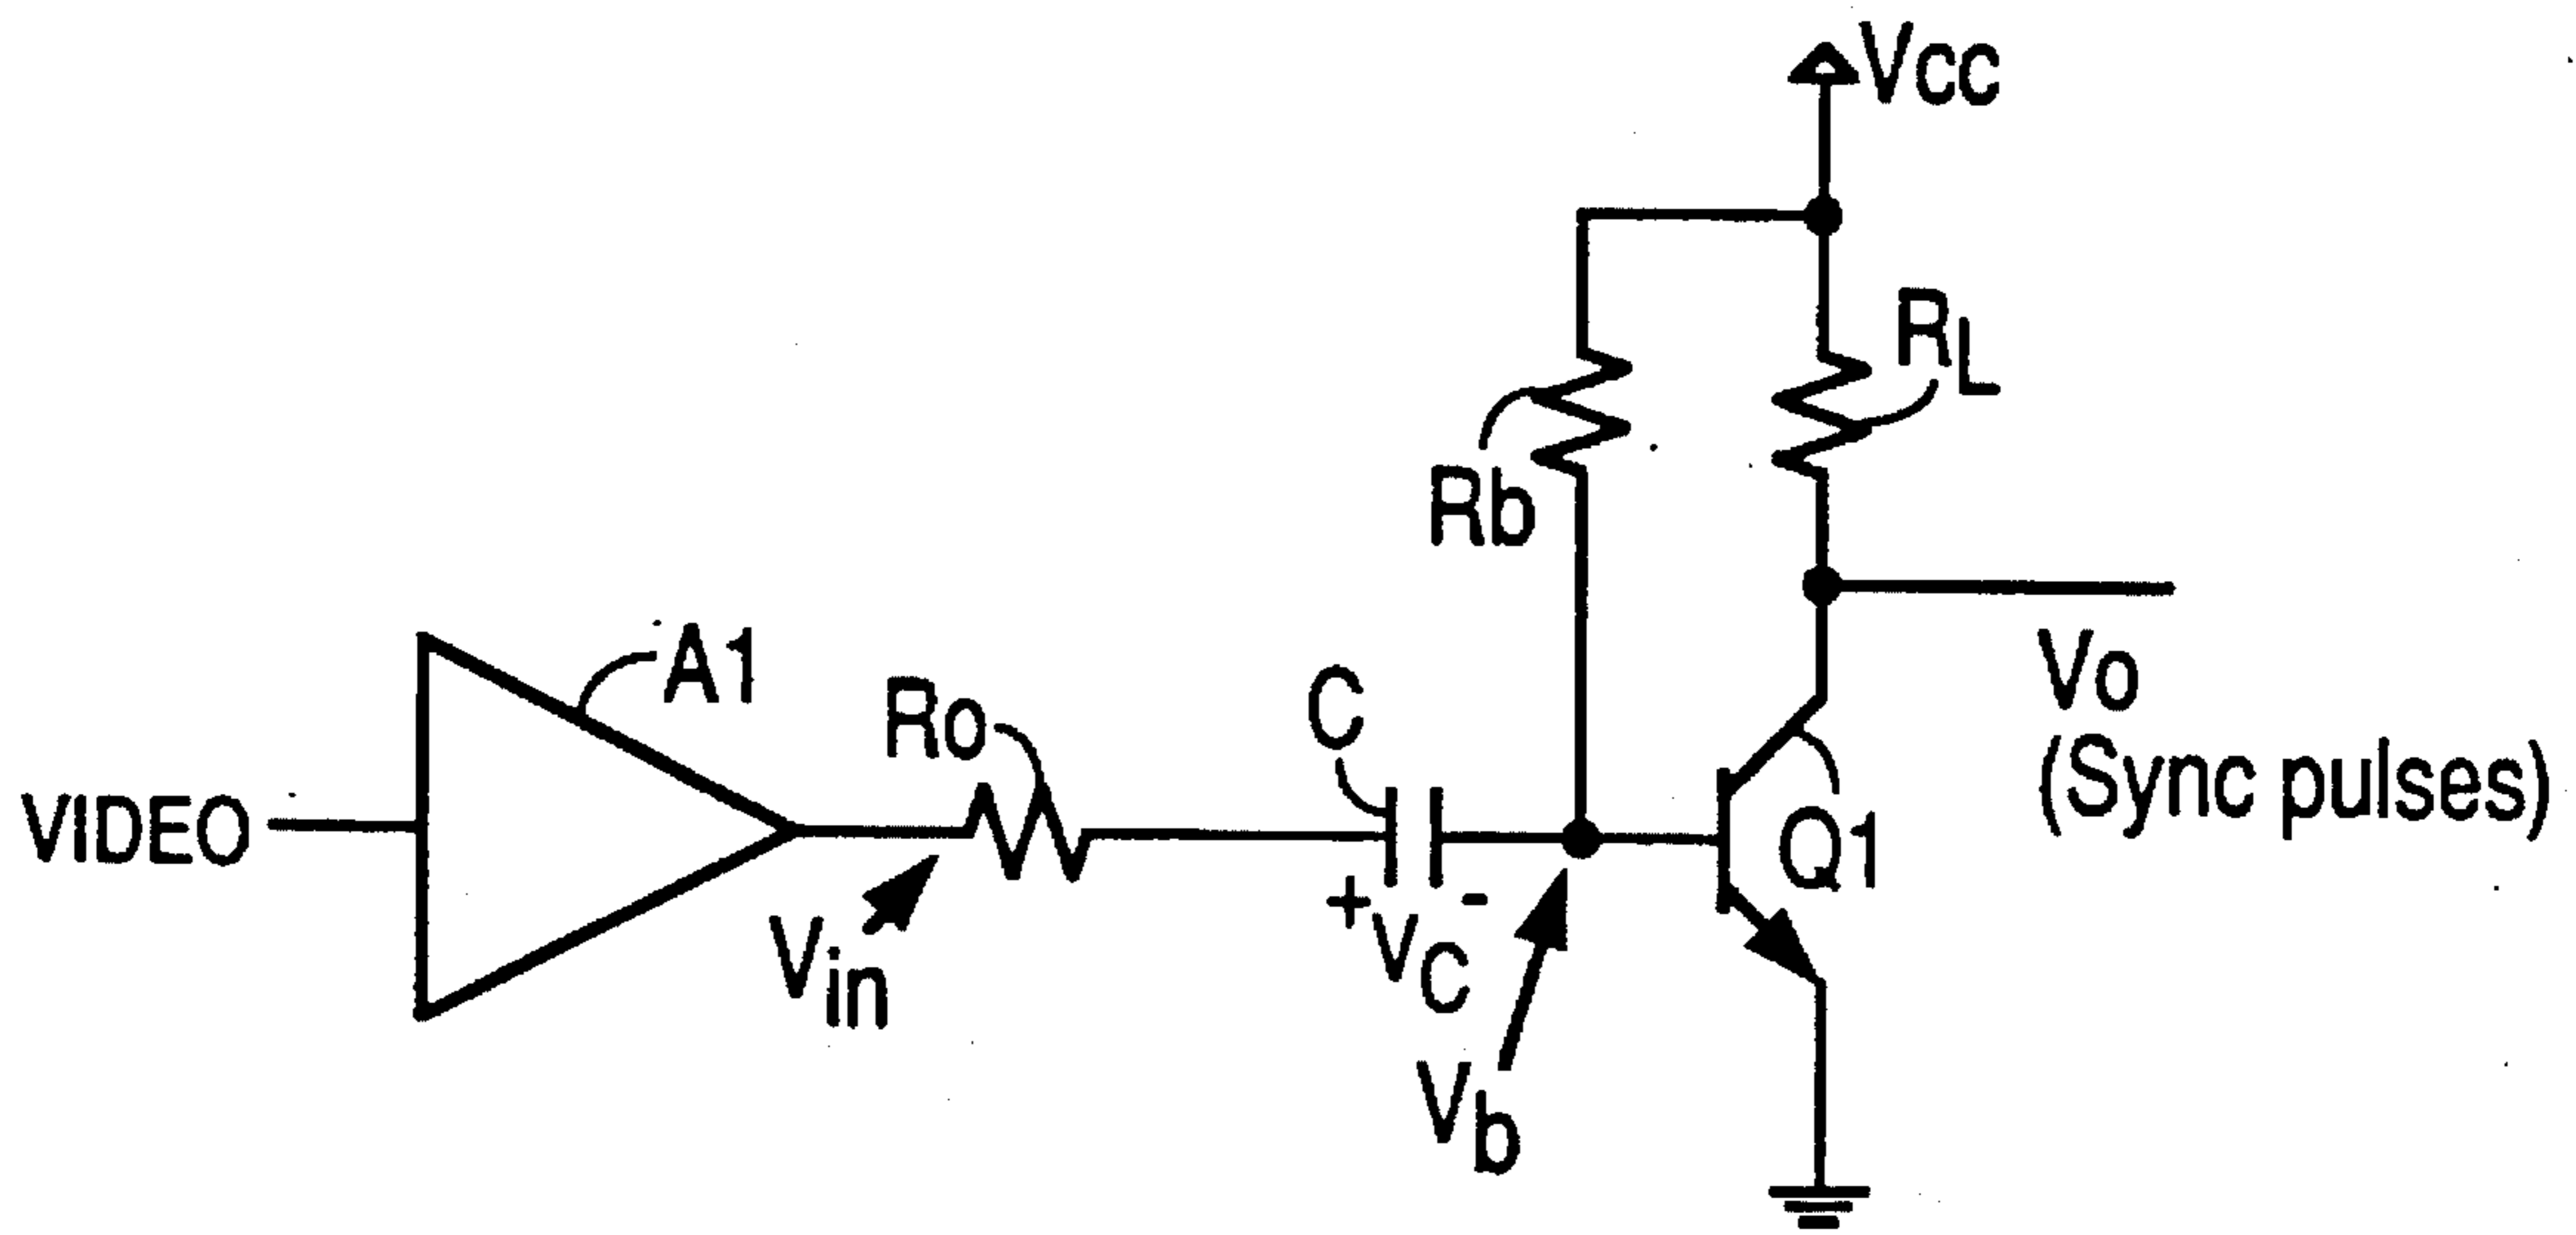 Vcc
RL
Rb
A1
Ro
C
Vo
(Sync pulses)
VIDEO
Q1
+ VC -
Vin
Vb